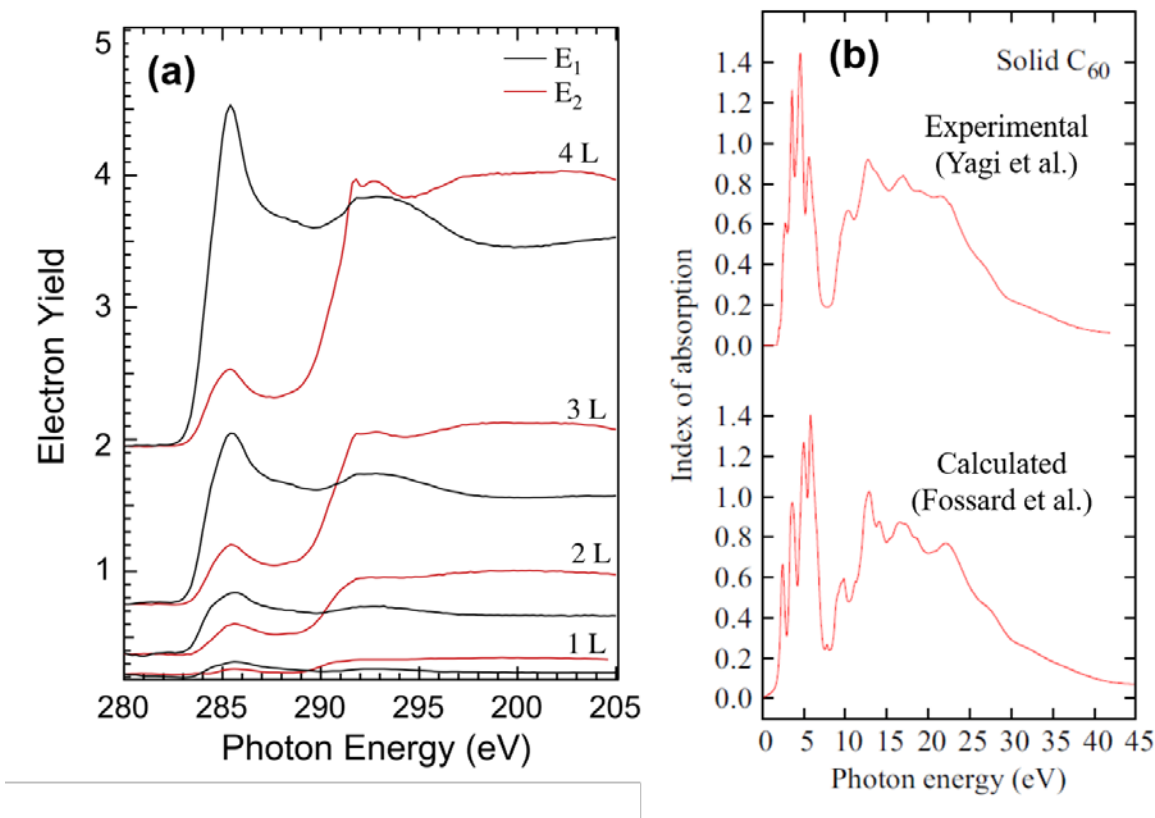 (a)
E1
E2
5
4
3
2
1
4 L
3 L
2 L
1 L
Electron Yield
280 285 290 295 200 205
Photon Energy (eV)
(b)
Solid C60
Experimental
(Yagi et al.)
1.4
1.2
1.0
0.8
0.6
0.4
0.2
0.0
Calculated
(Fossard et al.)
1.4
1.2
1.0
0.8
0.6
0.4
0.2
0.0
Index of absorption
0 5 10 15 20 25 30 35 40 45
Photon energy (eV)